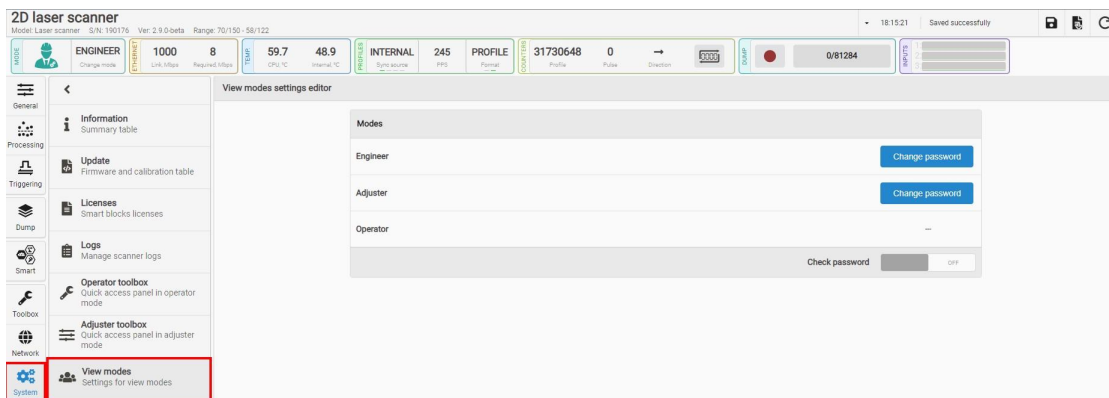 2D laser scanner
Model: Laser scanner S/N: 190176 Ver: 2.9.0-beta Range: 70/150 - 58/122
18:15:21 Saved successfully
MODE
ENGINEER
Change mode
ETHERNET
1000 8
Link, Mbps Required, Mbps
TEMP
59.7 48.9
CPU, °C Internal, °C
PROFILES
INTERNAL 245 PROFILE
Sync source FPS Format
COUNTERS
31730648 0 →
Profile Pulse Direction
0000
DUMP
0/81284
INPUTS
1:
2:
3:
General
Processing
Triggering
Dump
Smart
Toolbox
Network
System
Information
Summary table
Update
Firmware and calibration table
Licenses
Smart blocks licenses
Logs
Manage scanner logs
Operator toolbox
Quick access panel in operator
mode
Adjuster toolbox
Quick access panel in adjuster
mode
View modes
Settings for view modes
View modes settings editor
Modes
Engineer Change password
Adjuster Change password
Operator —
Check password OFF